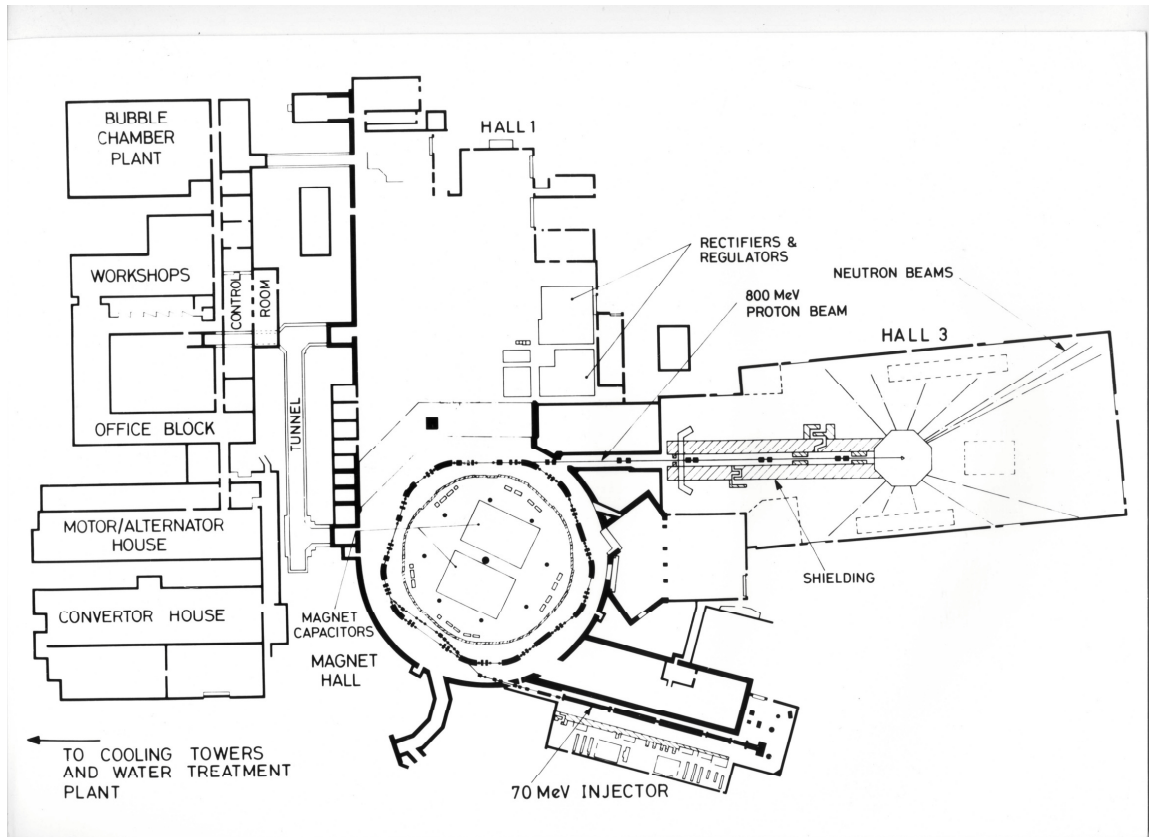 BUBBLE
CHAMBER
PLANT
HALL 1
RECTIFIERS &
REGULATORS
NEUTRON BEAMS
WORKSHOPS
CONTROL
ROOM
800 MeV
PROTON BEAM
HALL 3
OFFICE BLOCK
TUNNEL
MOTOR/ALTERNATOR
HOUSE
SHIELDING
CONVERTOR HOUSE
MAGNET
CAPACITORS
MAGNET
HALL
TO COOLING TOWERS
AND WATER TREATMENT
PLANT
70 MeV INJECTOR